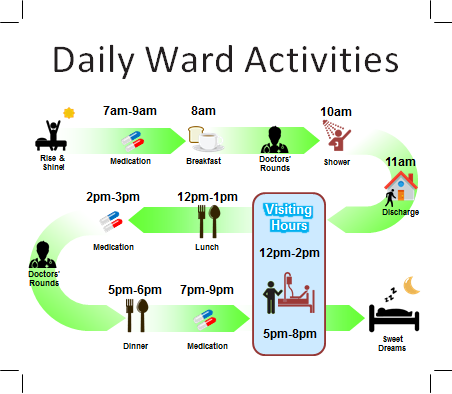 Daily Ward Activities
7am-9am
8am
10am
Rise &
Shine!
Medication
Breakfast
Doctors'
Rounds
Shower
11am
Discharge
2pm-3pm
12pm-1pm
Visiting
Hours
Medication
Lunch
12pm-2pm
Doctors'
Rounds
5pm-6pm
7pm-9pm
5pm-8pm
Dinner
Medication
Sweet
Dreams